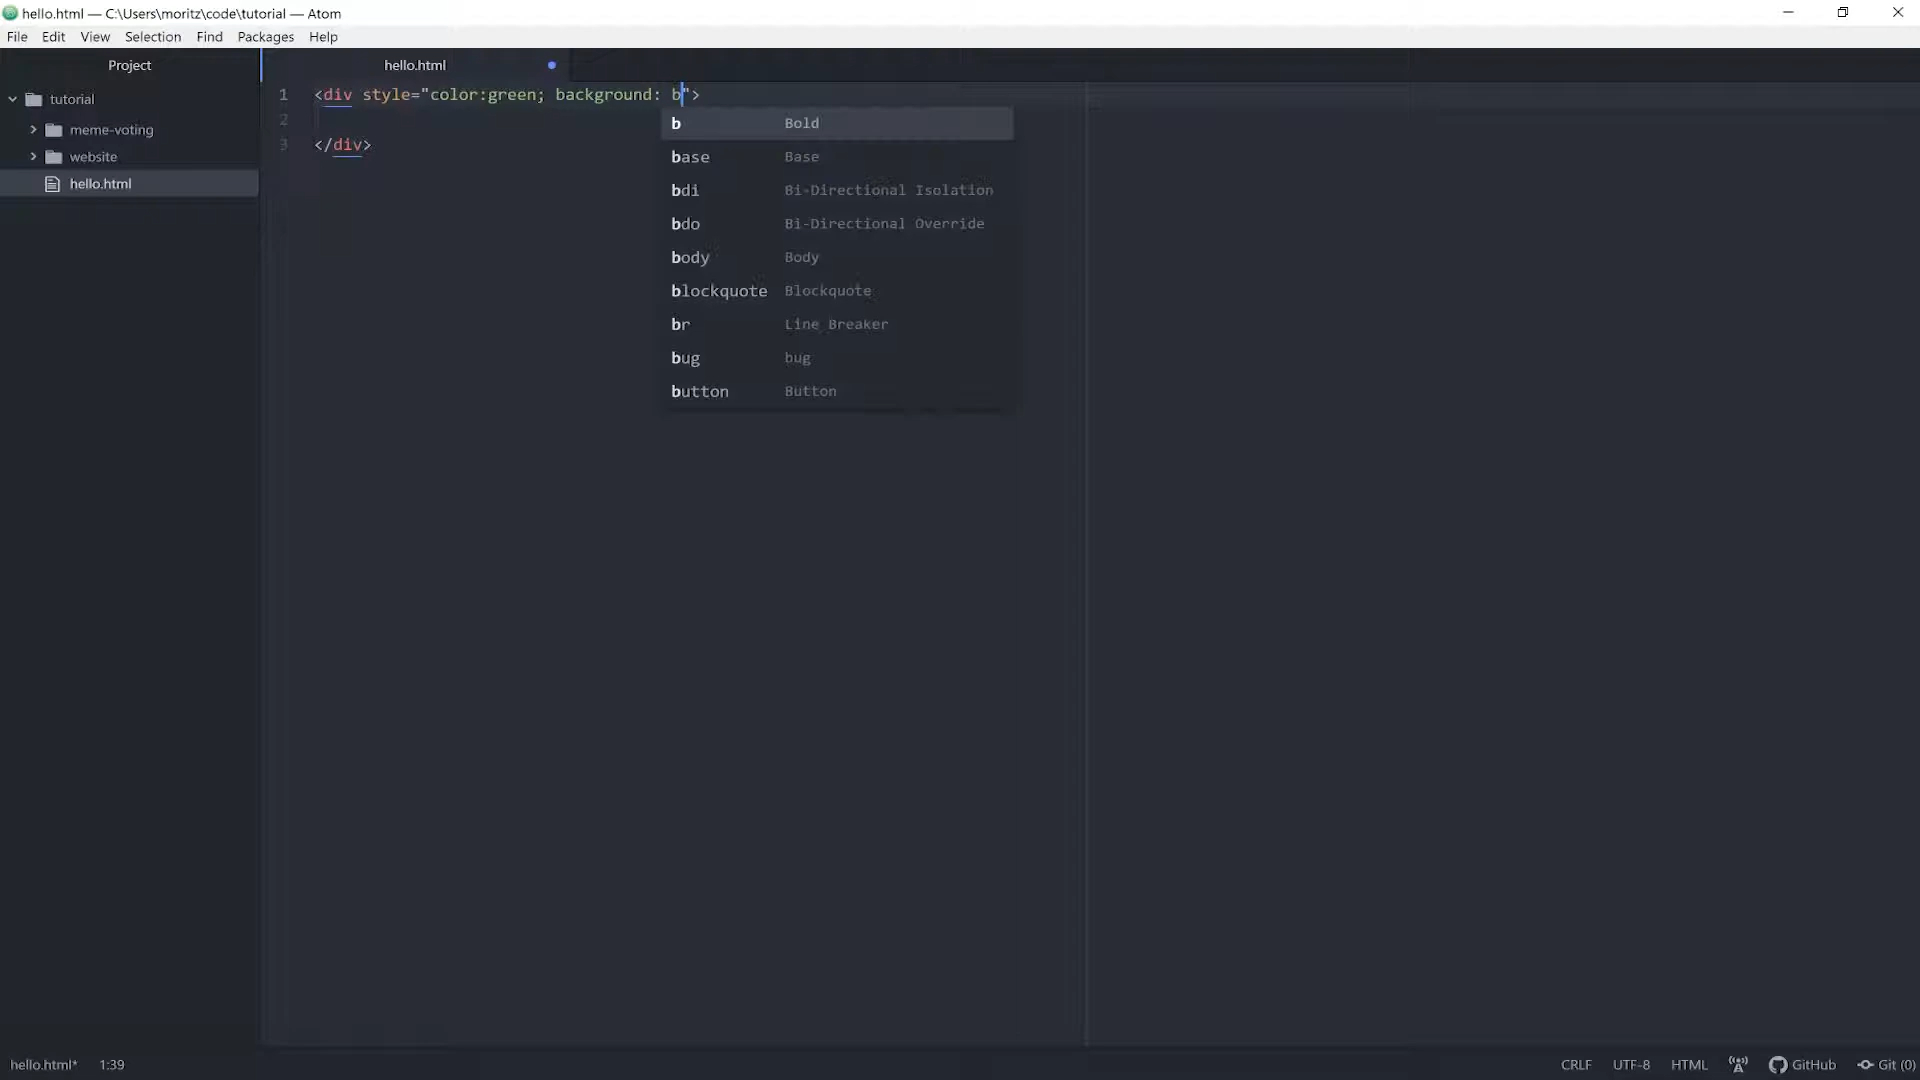 hello.html — C:\Users\moritz\code\tutorial — Atom
File Edit View Selection Find Packages Help
Project
hello.html
tutorial
meme-voting
website
hello.html
1 <div style="color:green; background: b">
2
3 </div>
b Bold
base Base
bdi Bi-Directional Isolation
bdo Bi-Directional Override
body Body
blockquote Blockquote
br Line Breaker
bug bug
button Button
hello.html* 1:39
CRLF UTF-8 HTML GitHub Git (0)